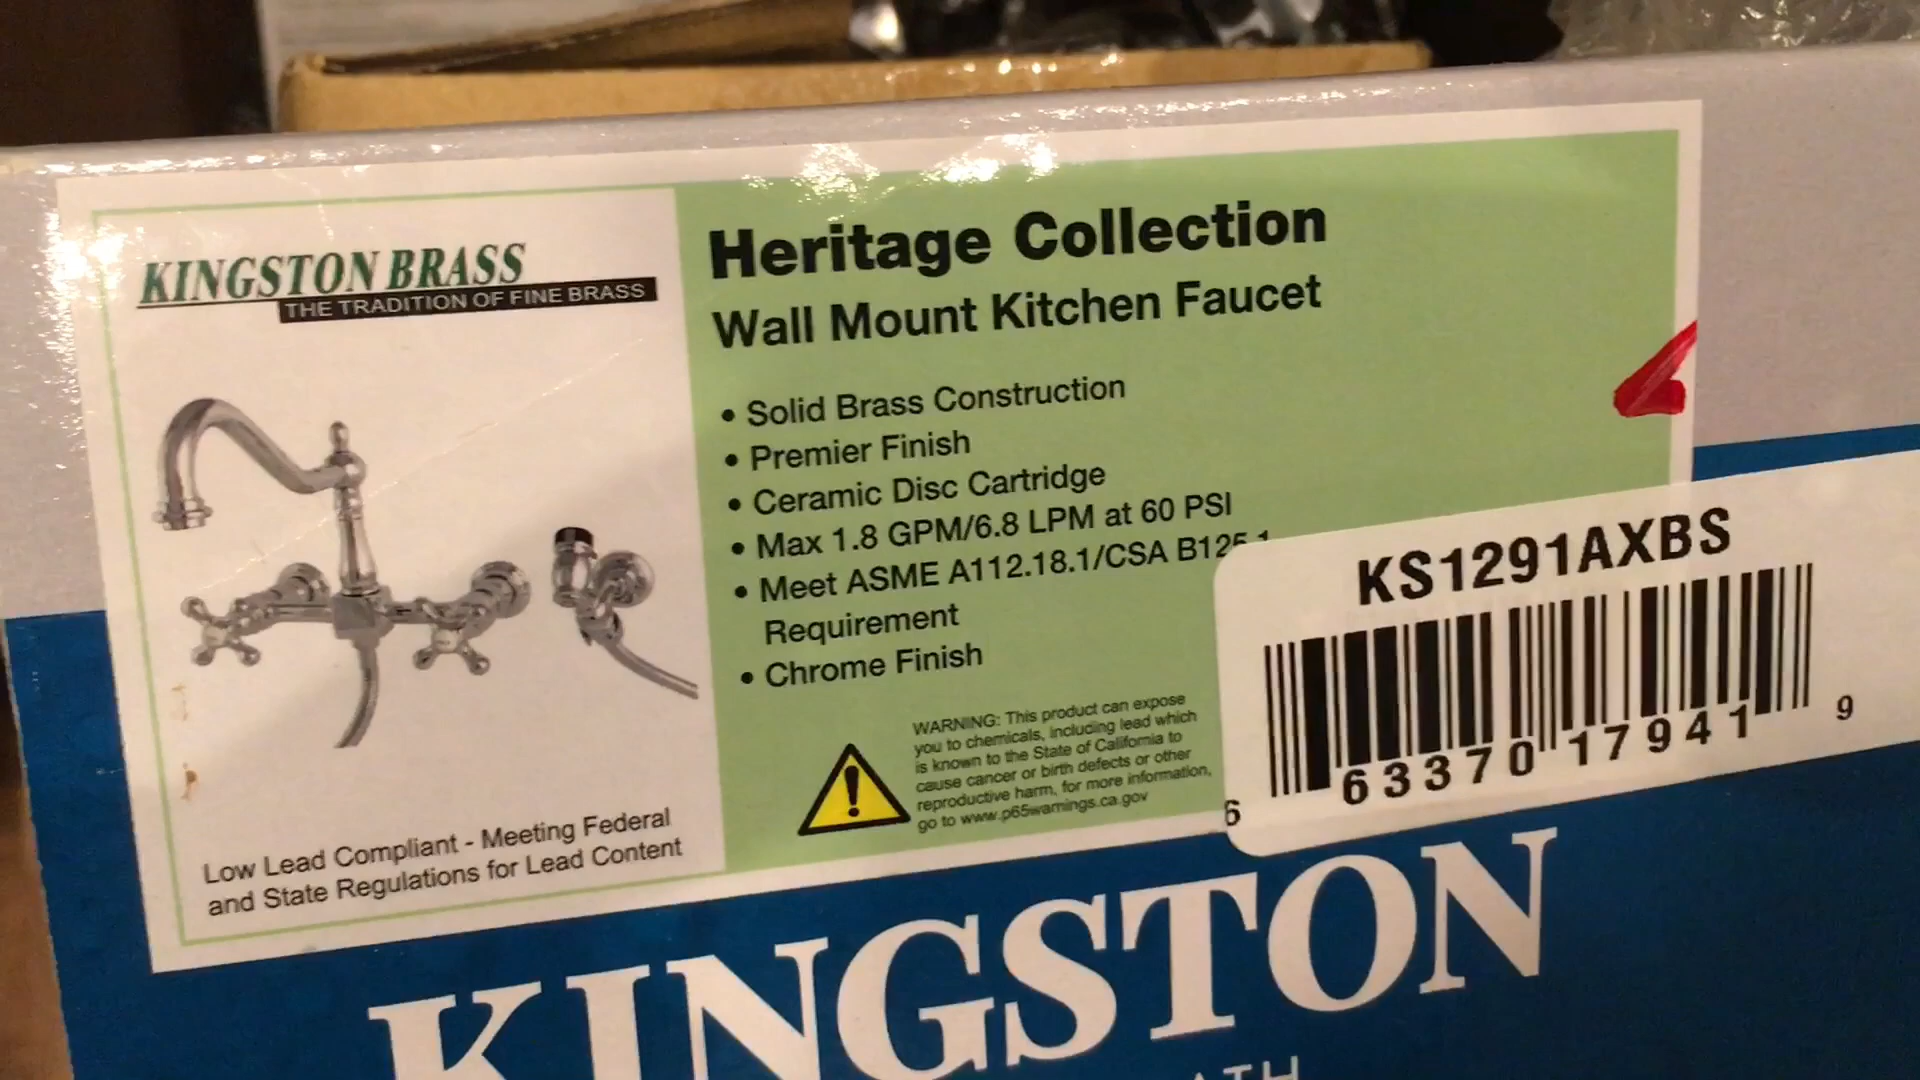 KINGSTON BRASS
THE TRADITION OF FINE BRASS
Low Lead Compliant - Meeting Federal
and State Regulations for Lead Content
Heritage Collection
Wall Mount Kitchen Faucet
• Solid Brass Construction
• Premier Finish
• Ceramic Disc Cartridge
• Max 1.8 GPM/6.8 LPM at 60 PSI
• Meet ASME A112.18.1/CSA
Requirement
• Chrome Finish
WARNING: This product can expose
you to chemicals, including lead which
is known to the State of California to
cause cancer or birth defects or other
reproductive harm, for more information,
go to www.p65warnings.ca.gov
KS1291AXBS
6 63370 17941 9
KINGSTON